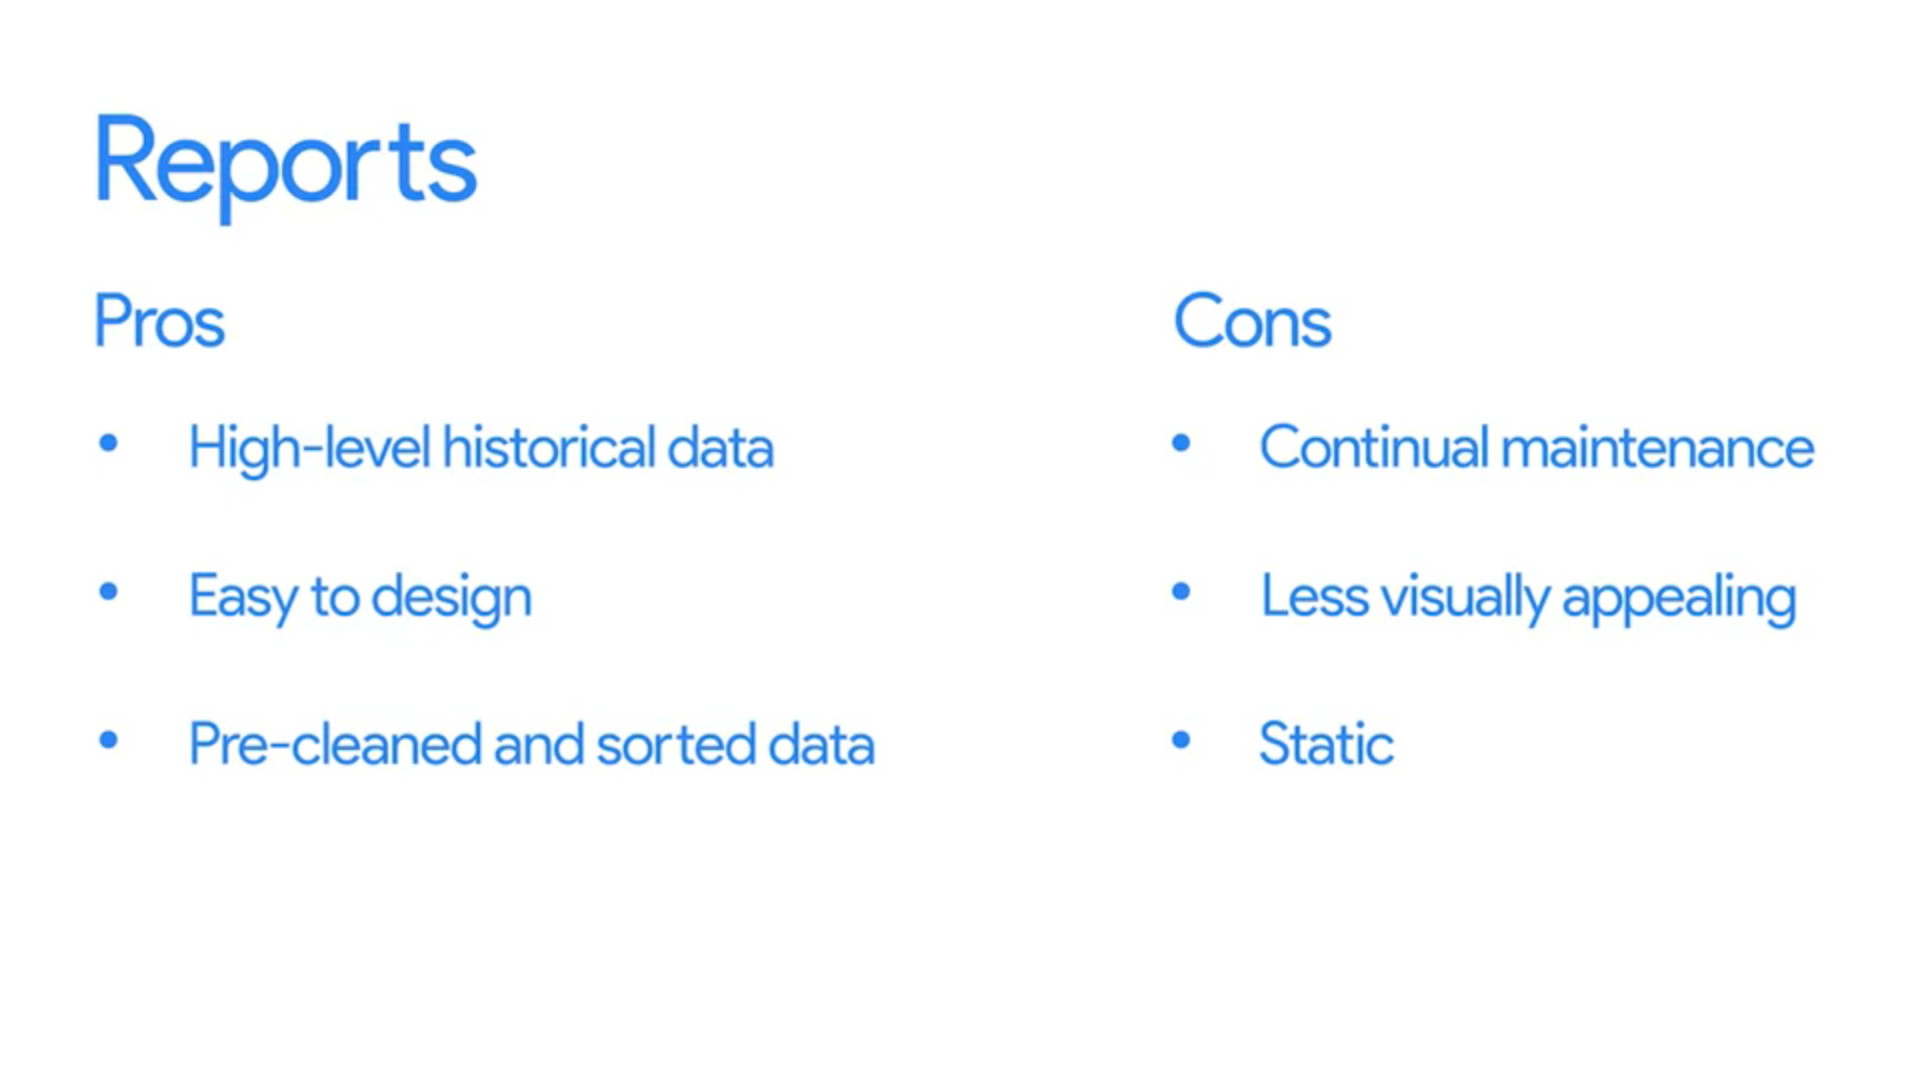 Reports
Pros
• High-level historical data
• Easy to design
• Pre-cleaned and sorted data
Cons
• Continual maintenance
• Less visually appealing
• Static